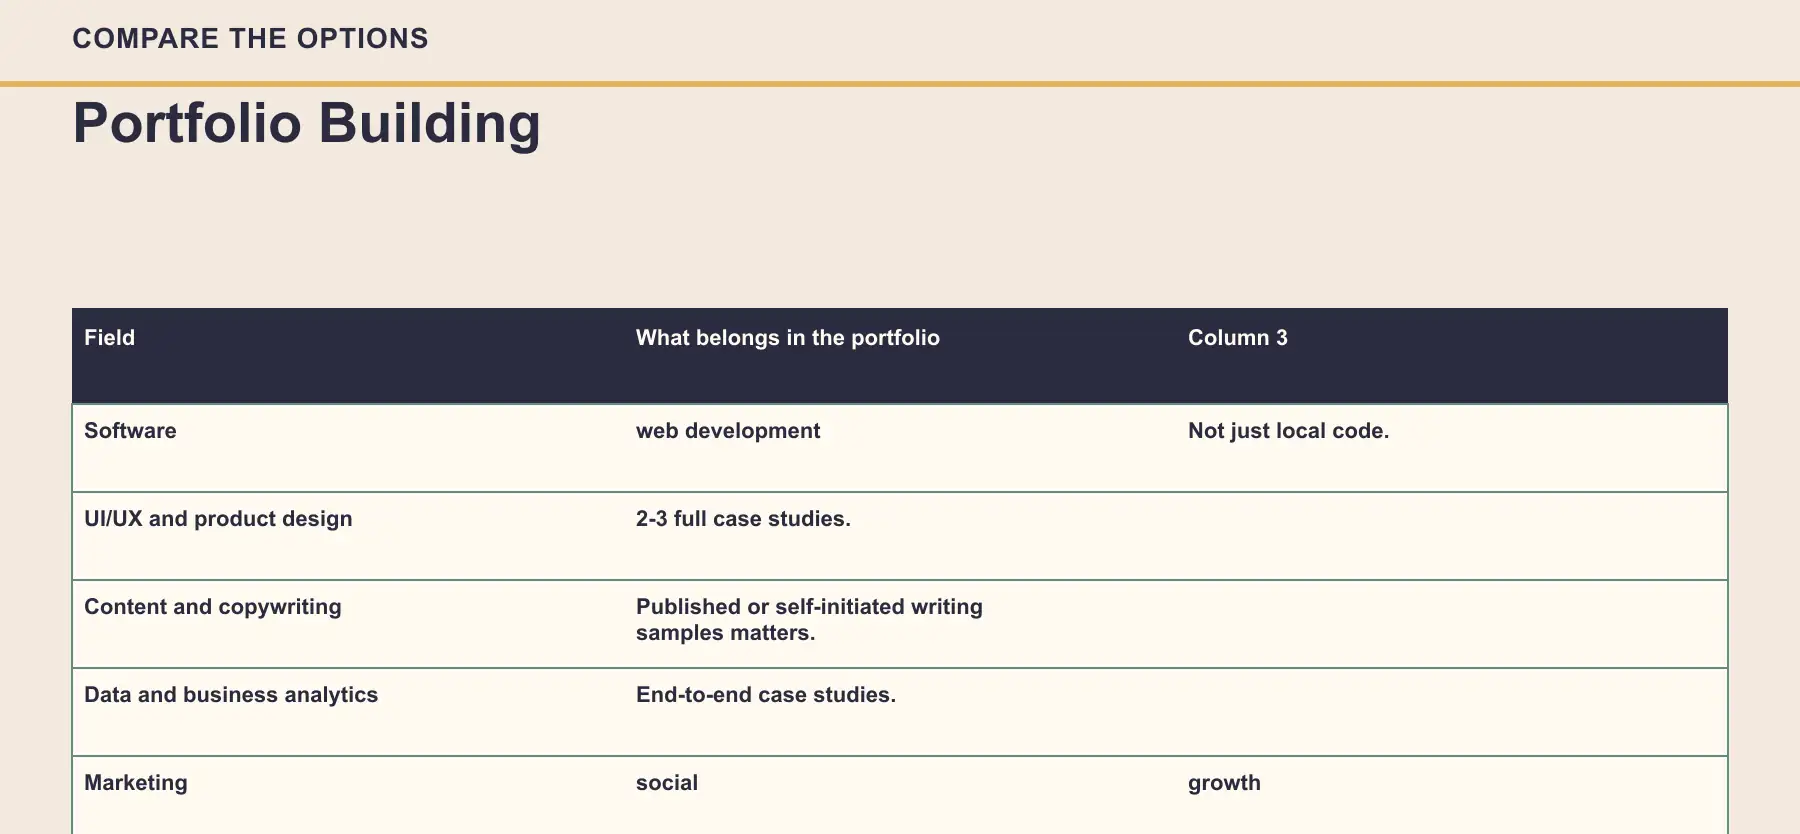 COMPARE THE OPTIONS
Portfolio Building
Field What belongs in the portfolio Column 3
Software web development Not just local code.
UI/UX and product design 2-3 full case studies.
Content and copywriting Published or self-initiated writing
samples matters.
Data and business analytics End-to-end case studies.
Marketing social growth